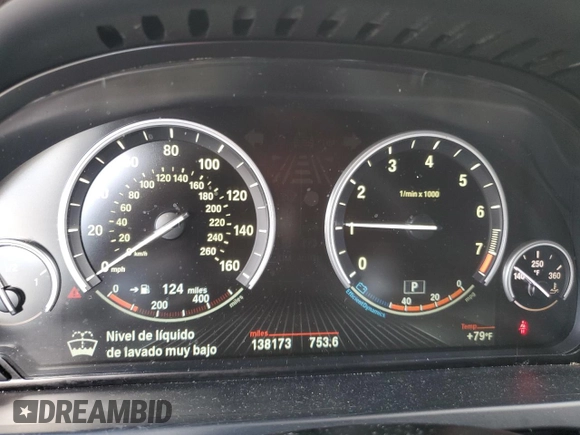 0 20 80 100 120 140 160
0 20 40 60 80 100 120 140 160 180 200 220 240 260
mph km/h
0 124 miles
200 400 miles
0 1 2 3 4 5 6 7
1/min x 1000
P
40 20 0
EfficientDynamics
140 250 360
°F
Nivel de líquido
de lavado muy bajo
miles
138173 753.6
Temp
+79°F
DREAMBID